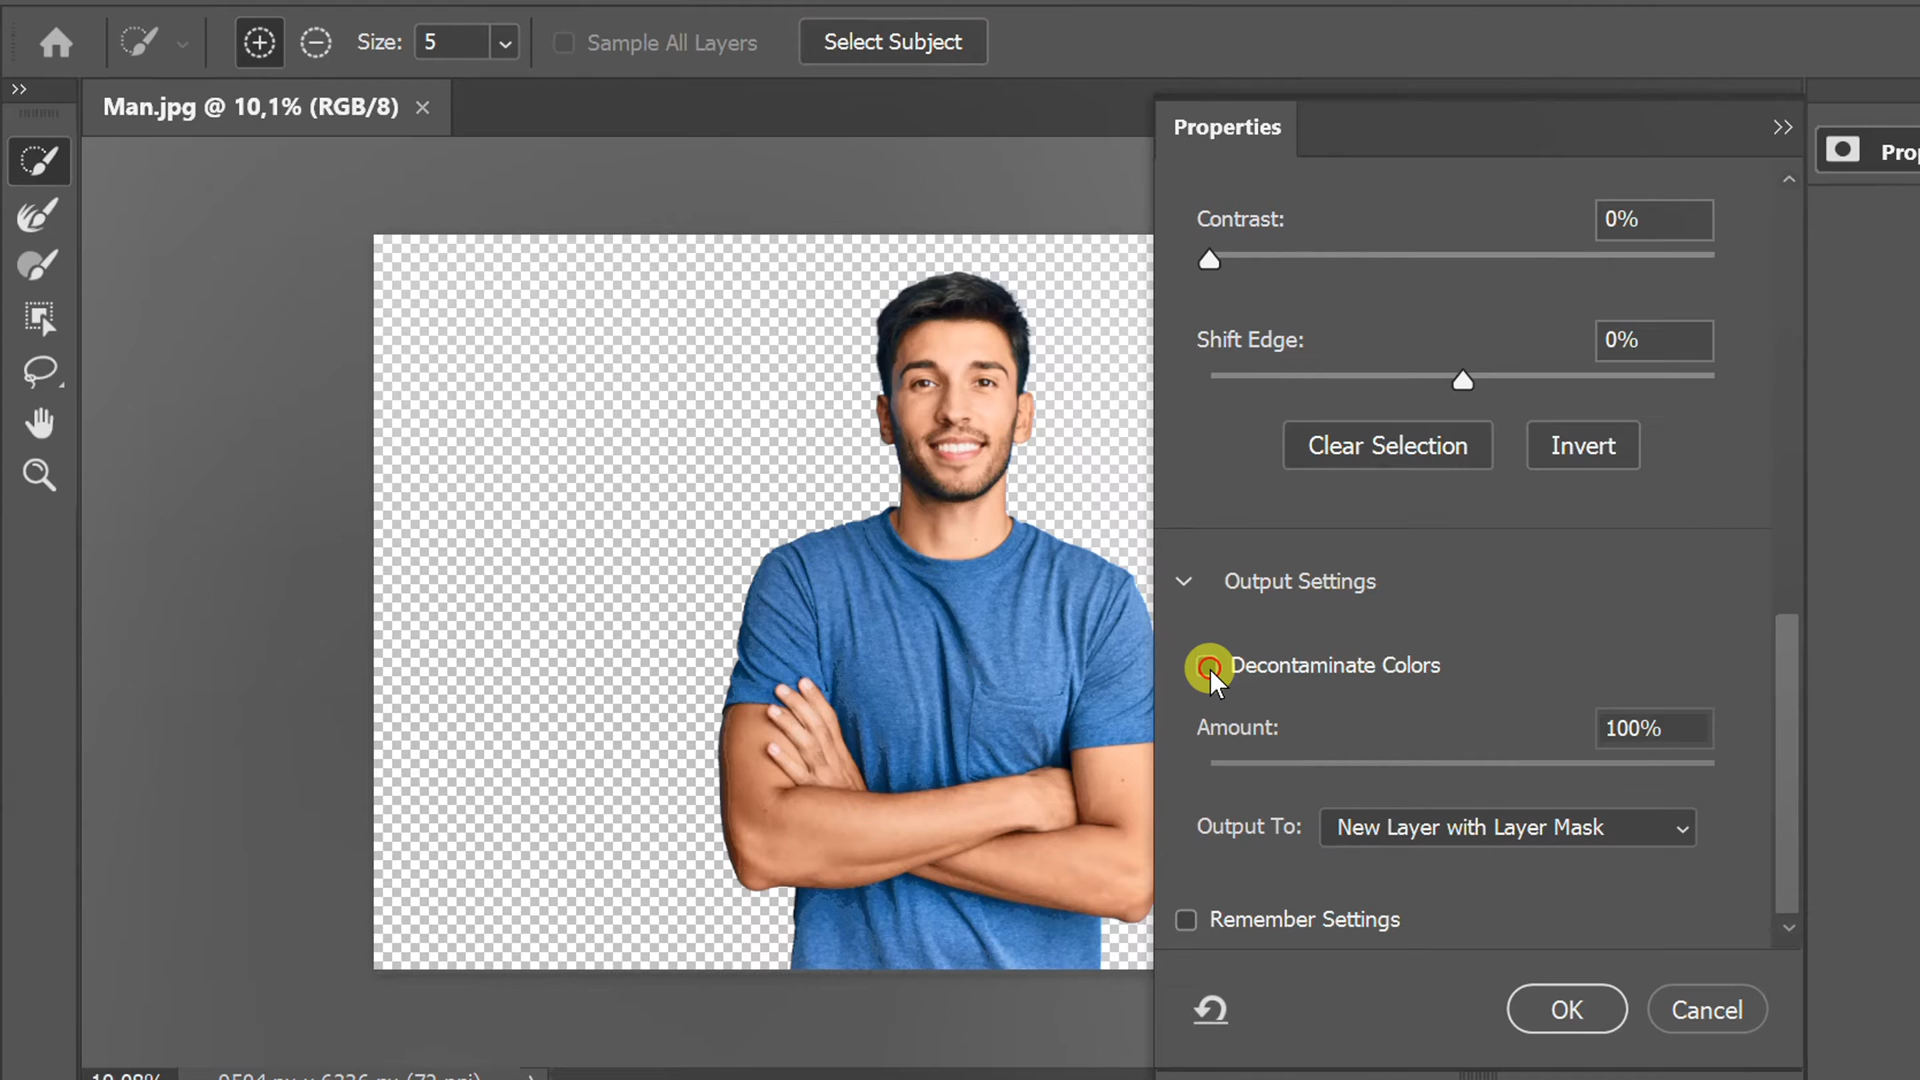 Size: 5
Sample All Layers
Select Subject
Man.jpg @ 10,1% (RGB/8)
Properties
Prop
Contrast: 0%
Shift Edge: 0%
Clear Selection
Invert
Output Settings
Decontaminate Colors
Amount: 100%
Output To: New Layer with Layer Mask
Remember Settings
OK
Cancel